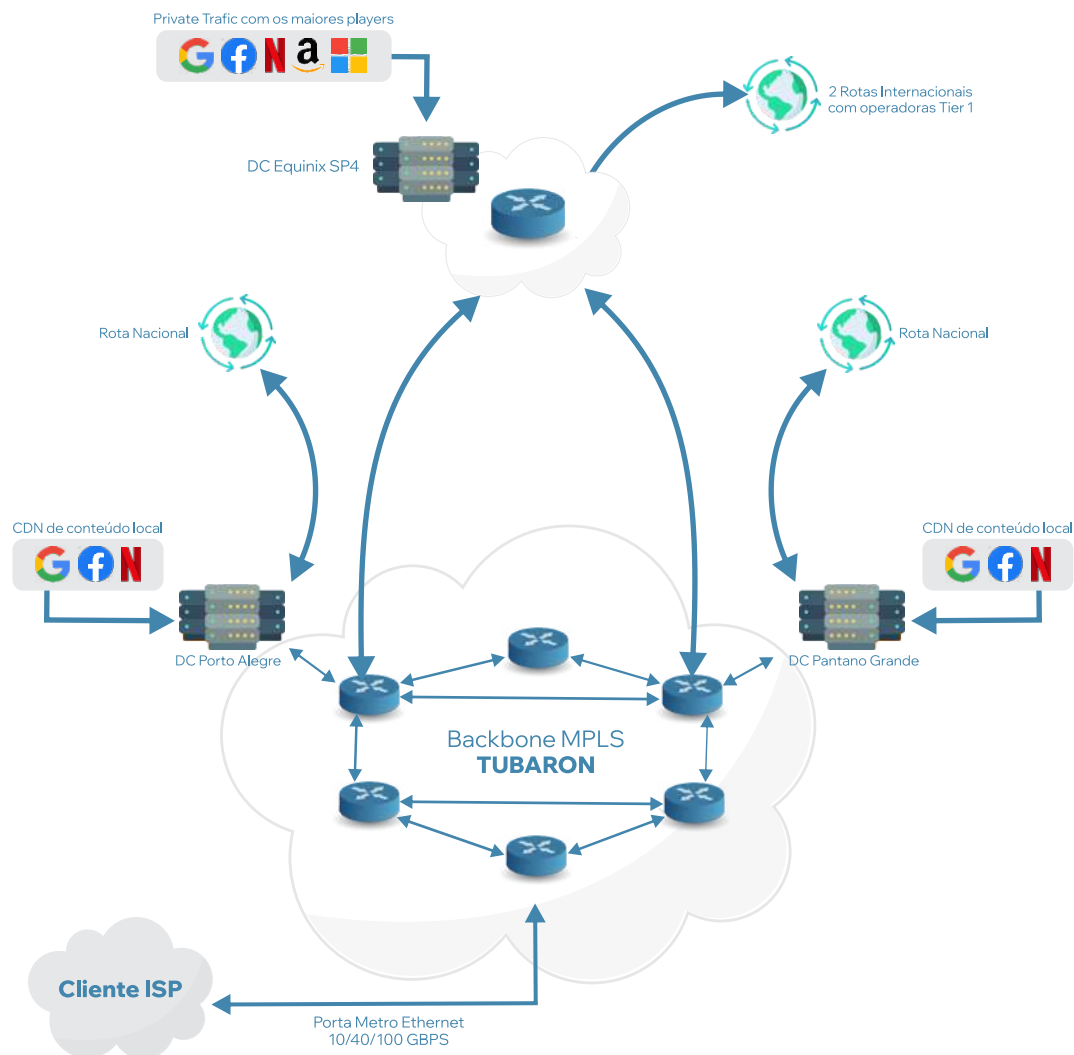 Private Trafic com os maiores players
2 Rotas Internacionais
com operadoras Tier 1
DC Equinix SP4
Rota Nacional
Rota Nacional
CDN de conteúdo local
CDN de conteúdo local
DC Porto Alegre
DC Pantano Grande
Backbone MPLS
TUBARON
Cliente ISP
Porta Metro Ethernet
10/40/100 GBPS